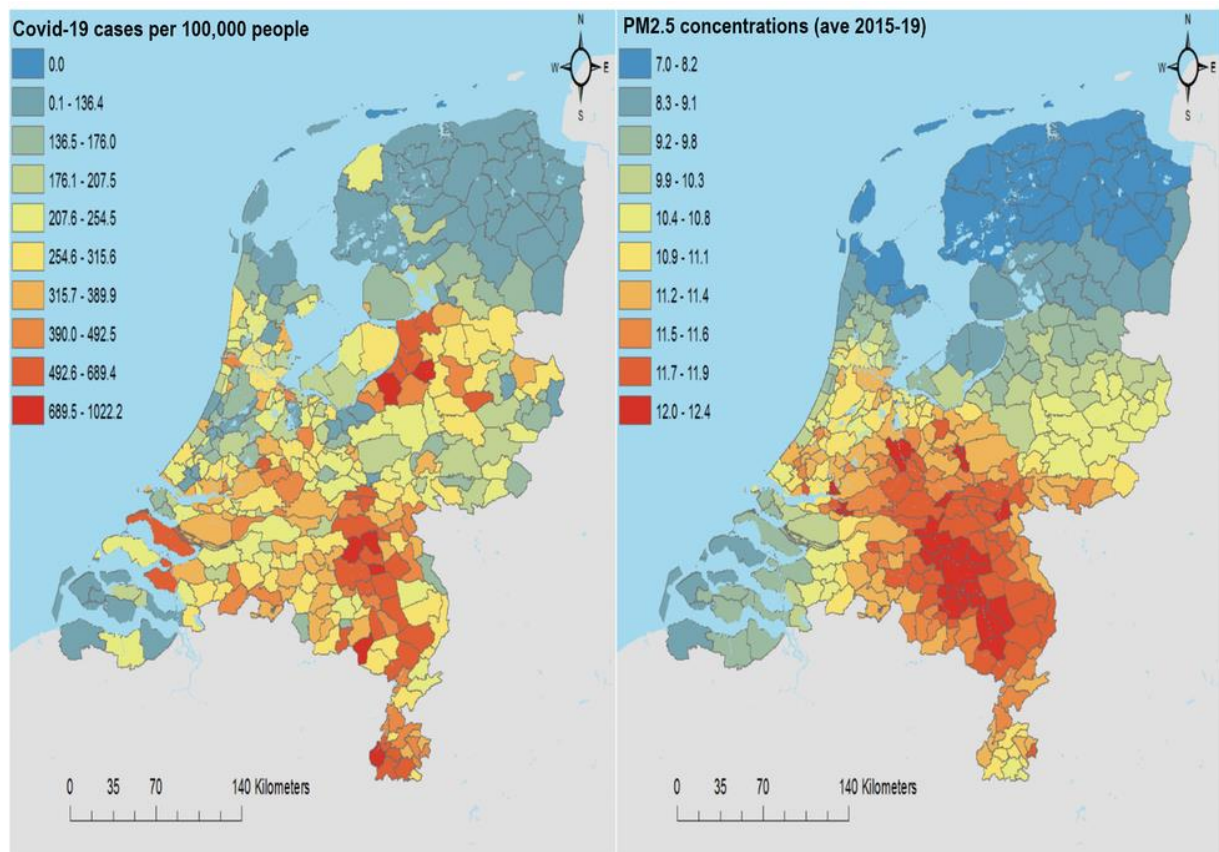 Covid-19 cases per 100,000 people
0.0
0.1 - 136.4
136.5 - 176.0
176.1 - 207.5
207.6 - 254.5
254.6 - 315.6
315.7 - 389.9
390.0 - 492.5
492.6 - 689.4
689.5 - 1022.2
N
W E
S
0 35 70 140 Kilometers
PM2.5 concentrations (ave 2015-19)
7.0 - 8.2
8.3 - 9.1
9.2 - 9.8
9.9 - 10.3
10.4 - 10.8
10.9 - 11.1
11.2 - 11.4
11.5 - 11.6
11.7 - 11.9
12.0 - 12.4
N
W E
S
0 35 70 140 Kilometers